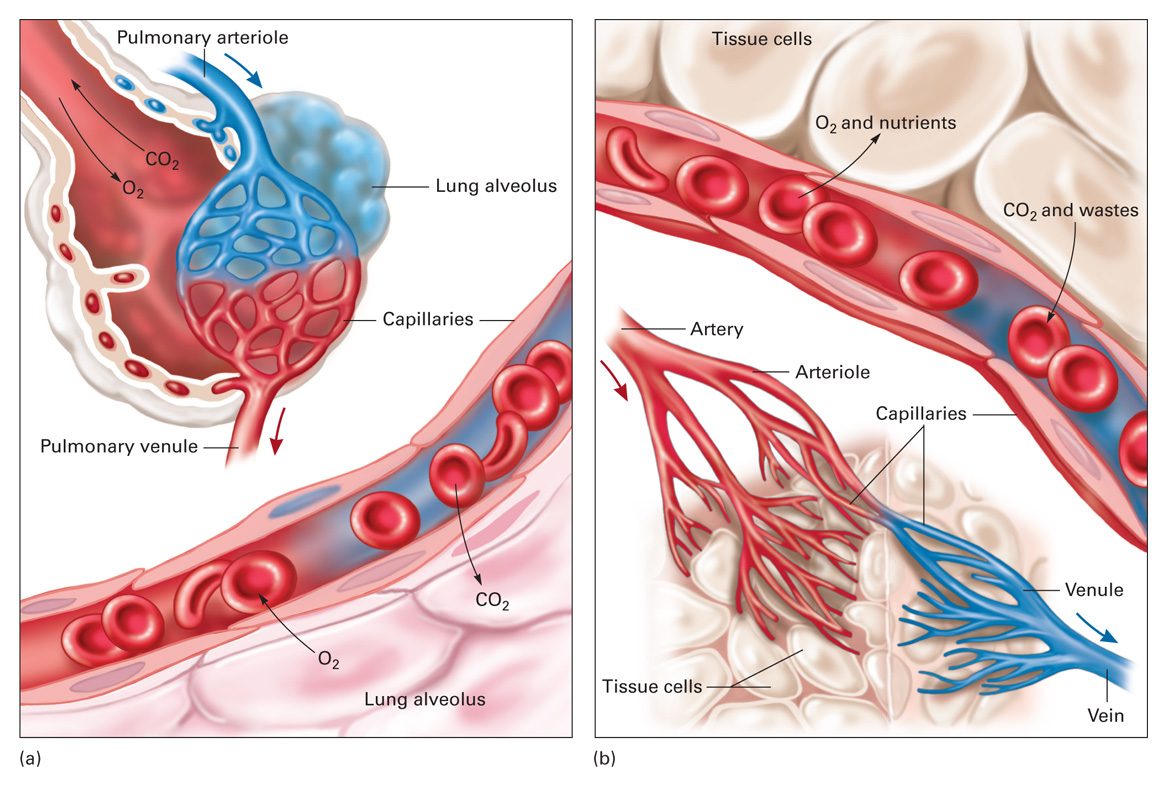 Pulmonary arteriole
CO₂
O₂
Lung alveolus
Capillaries
Pulmonary venule
CO₂
O₂
Lung alveolus
(a)
Tissue cells
O₂ and nutrients
CO₂ and wastes
Artery
Arteriole
Capillaries
Venule
Tissue cells
Vein
(b)